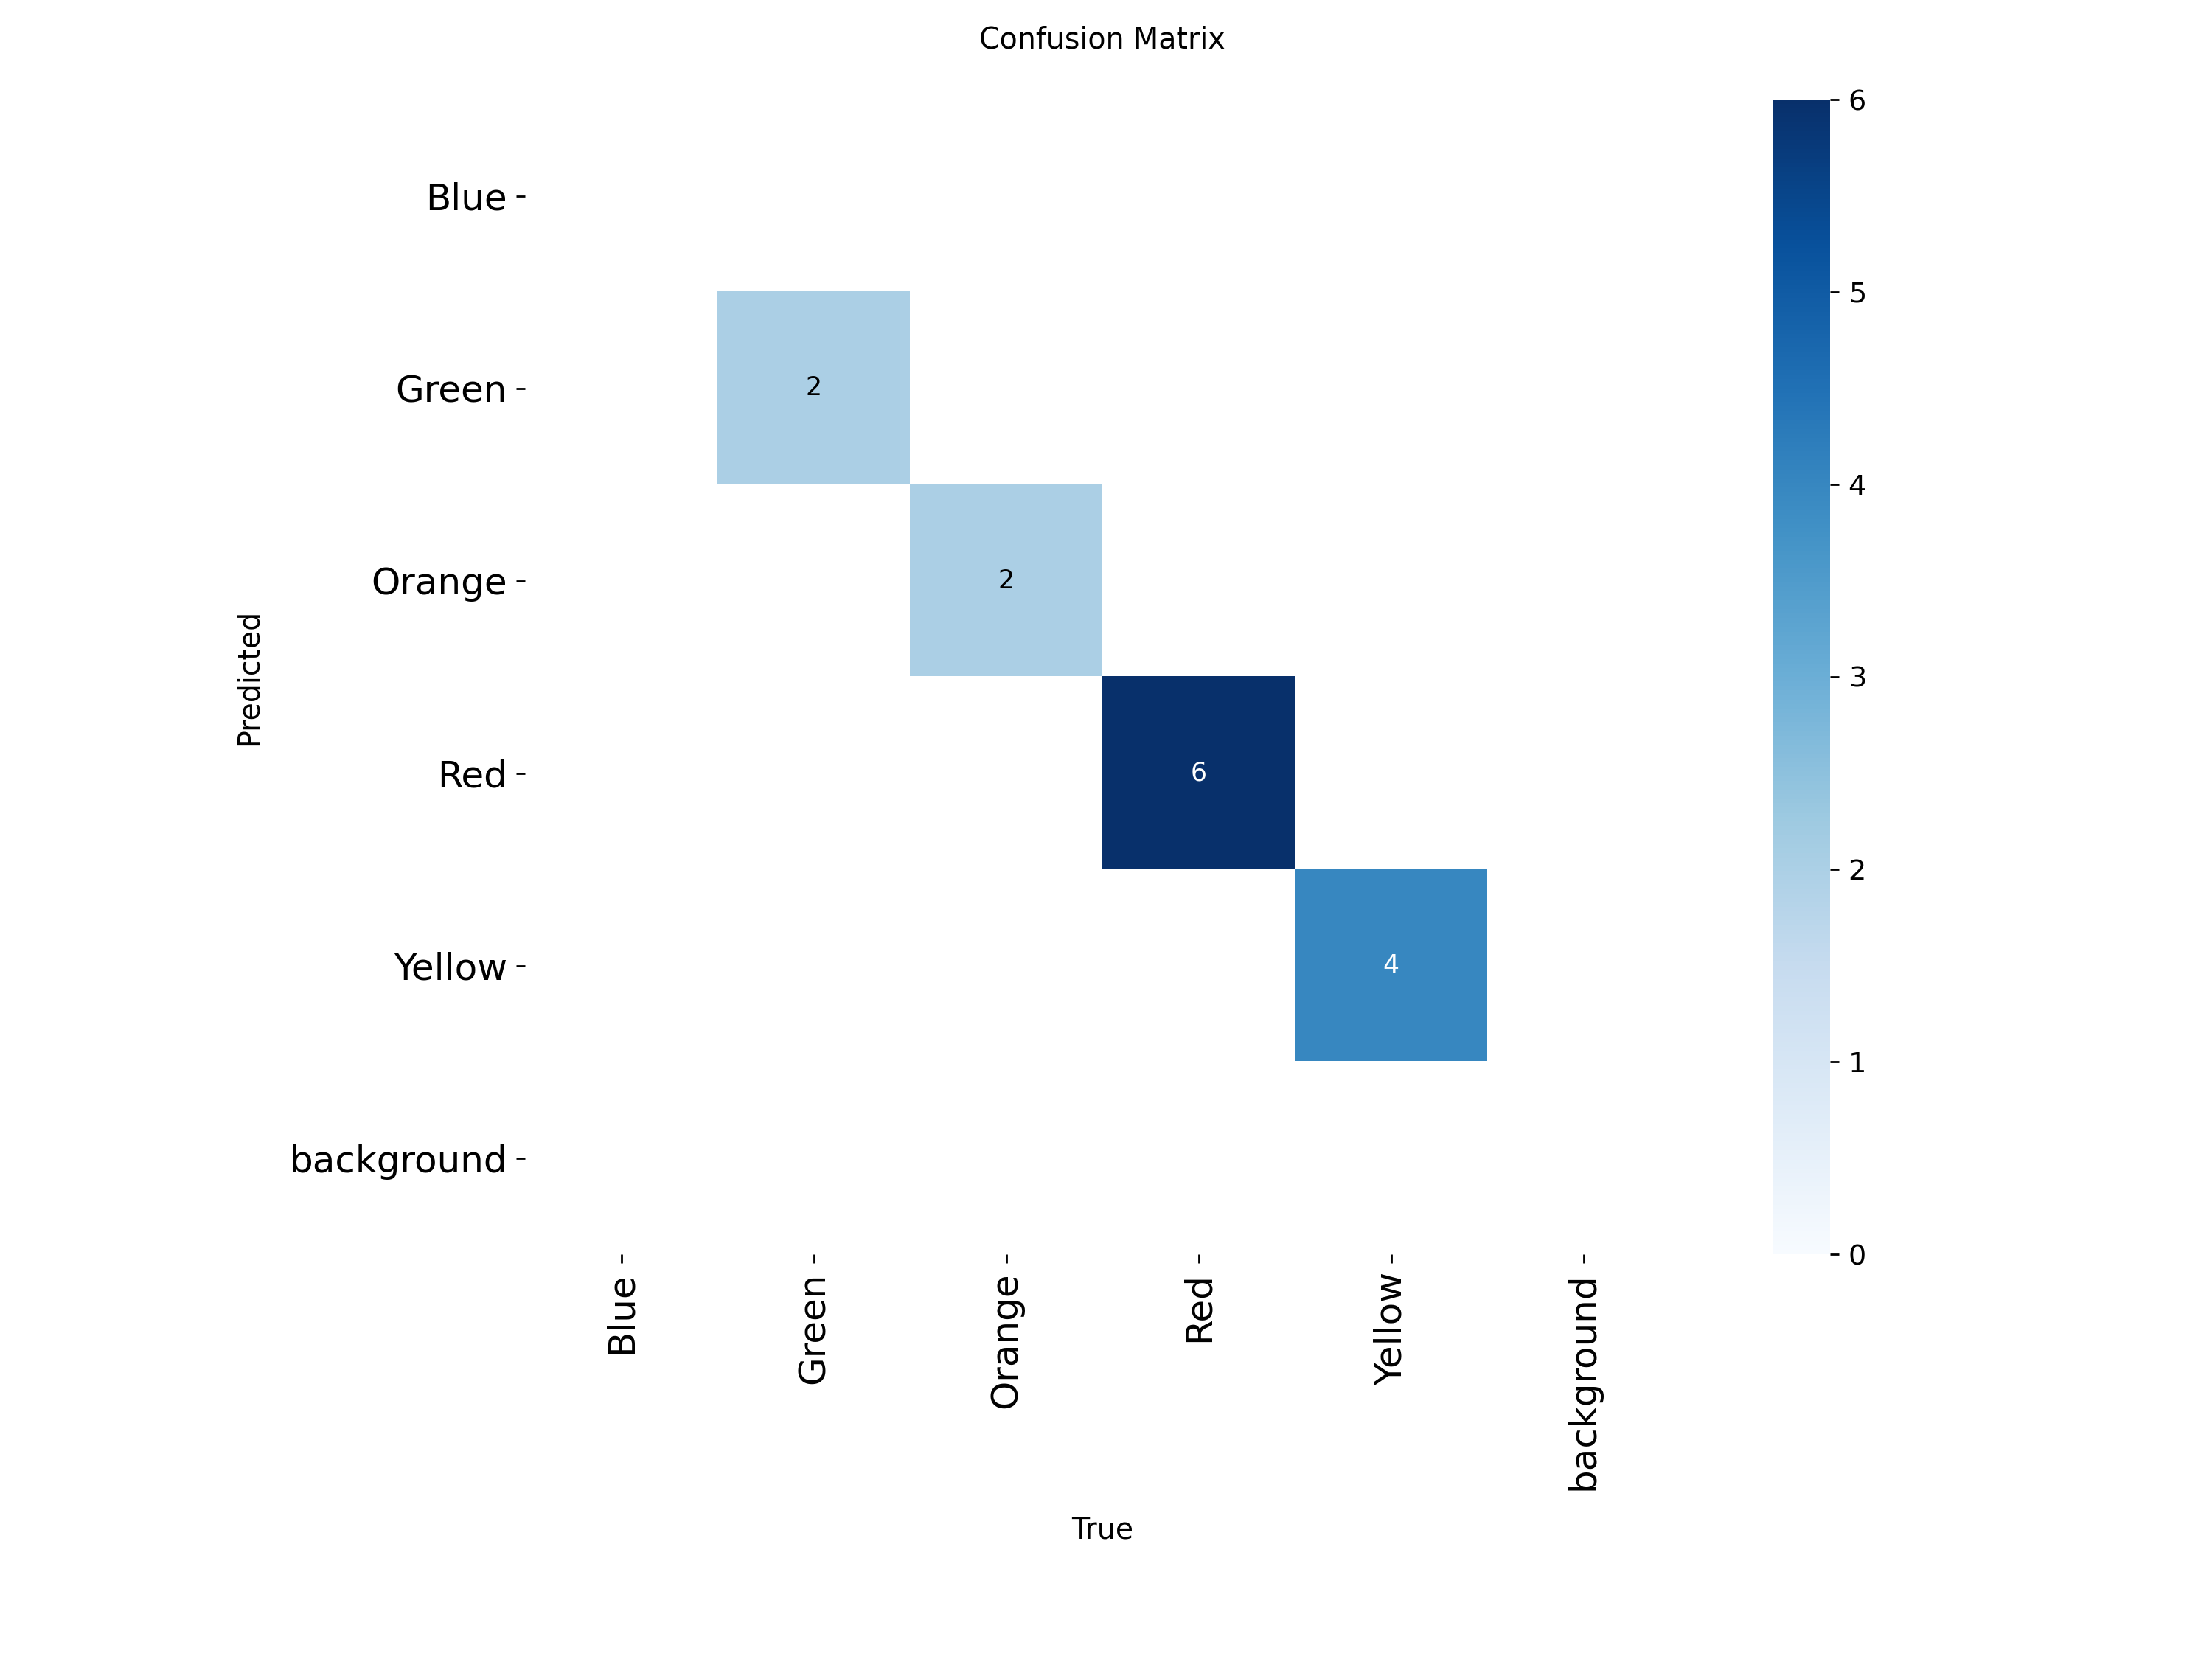 Confusion Matrix
6
5
4
3
2
1
0
Predicted
Blue
Green
Orange
Red
Yellow
background
2
2
6
4
Blue
Green
Orange
Red
Yellow
background
True